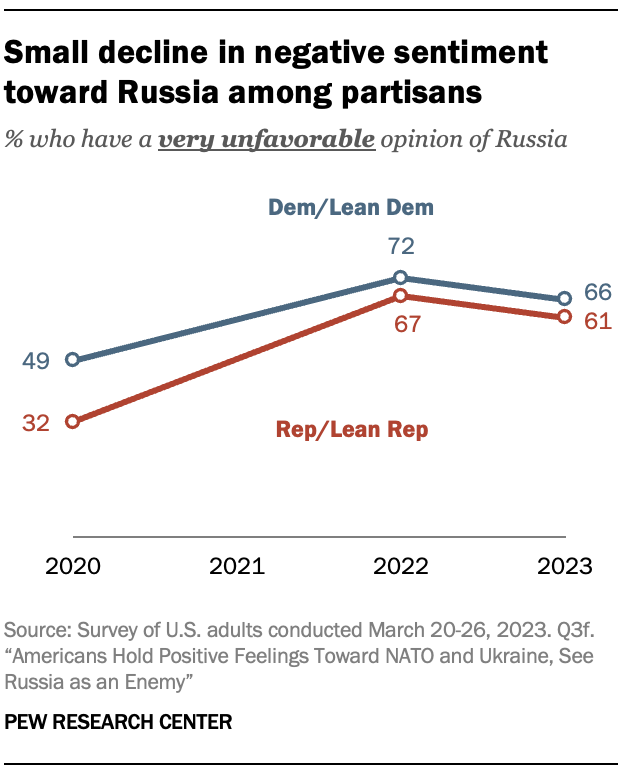 Small decline in negative sentiment
toward Russia among partisans
% who have a very unfavorable opinion of Russia
Dem/Lean Dem
72
66
67
61
49
32
Rep/Lean Rep
2020 2021 2022 2023
Source: Survey of U.S. adults conducted March 20-26, 2023. Q3f.
“Americans Hold Positive Feelings Toward NATO and Ukraine, See
Russia as an Enemy”
PEW RESEARCH CENTER